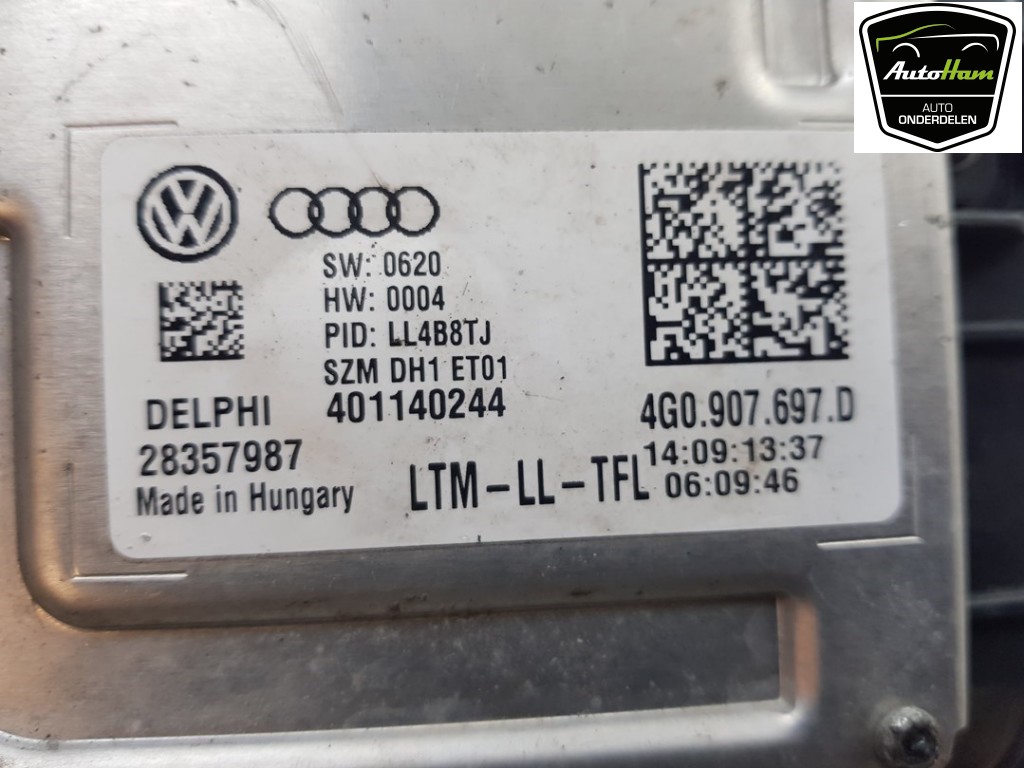 AutoHam
AUTO
ONDERDELEN
SW: 0620
HW: 0004
PID: LL4B8TJ
SZM DH1 ET01
DELPHI 401140244 4G0.907.697.D
28357987 LTM-LL-TFL 14:09:13:37
Made in Hungary 06:09:46